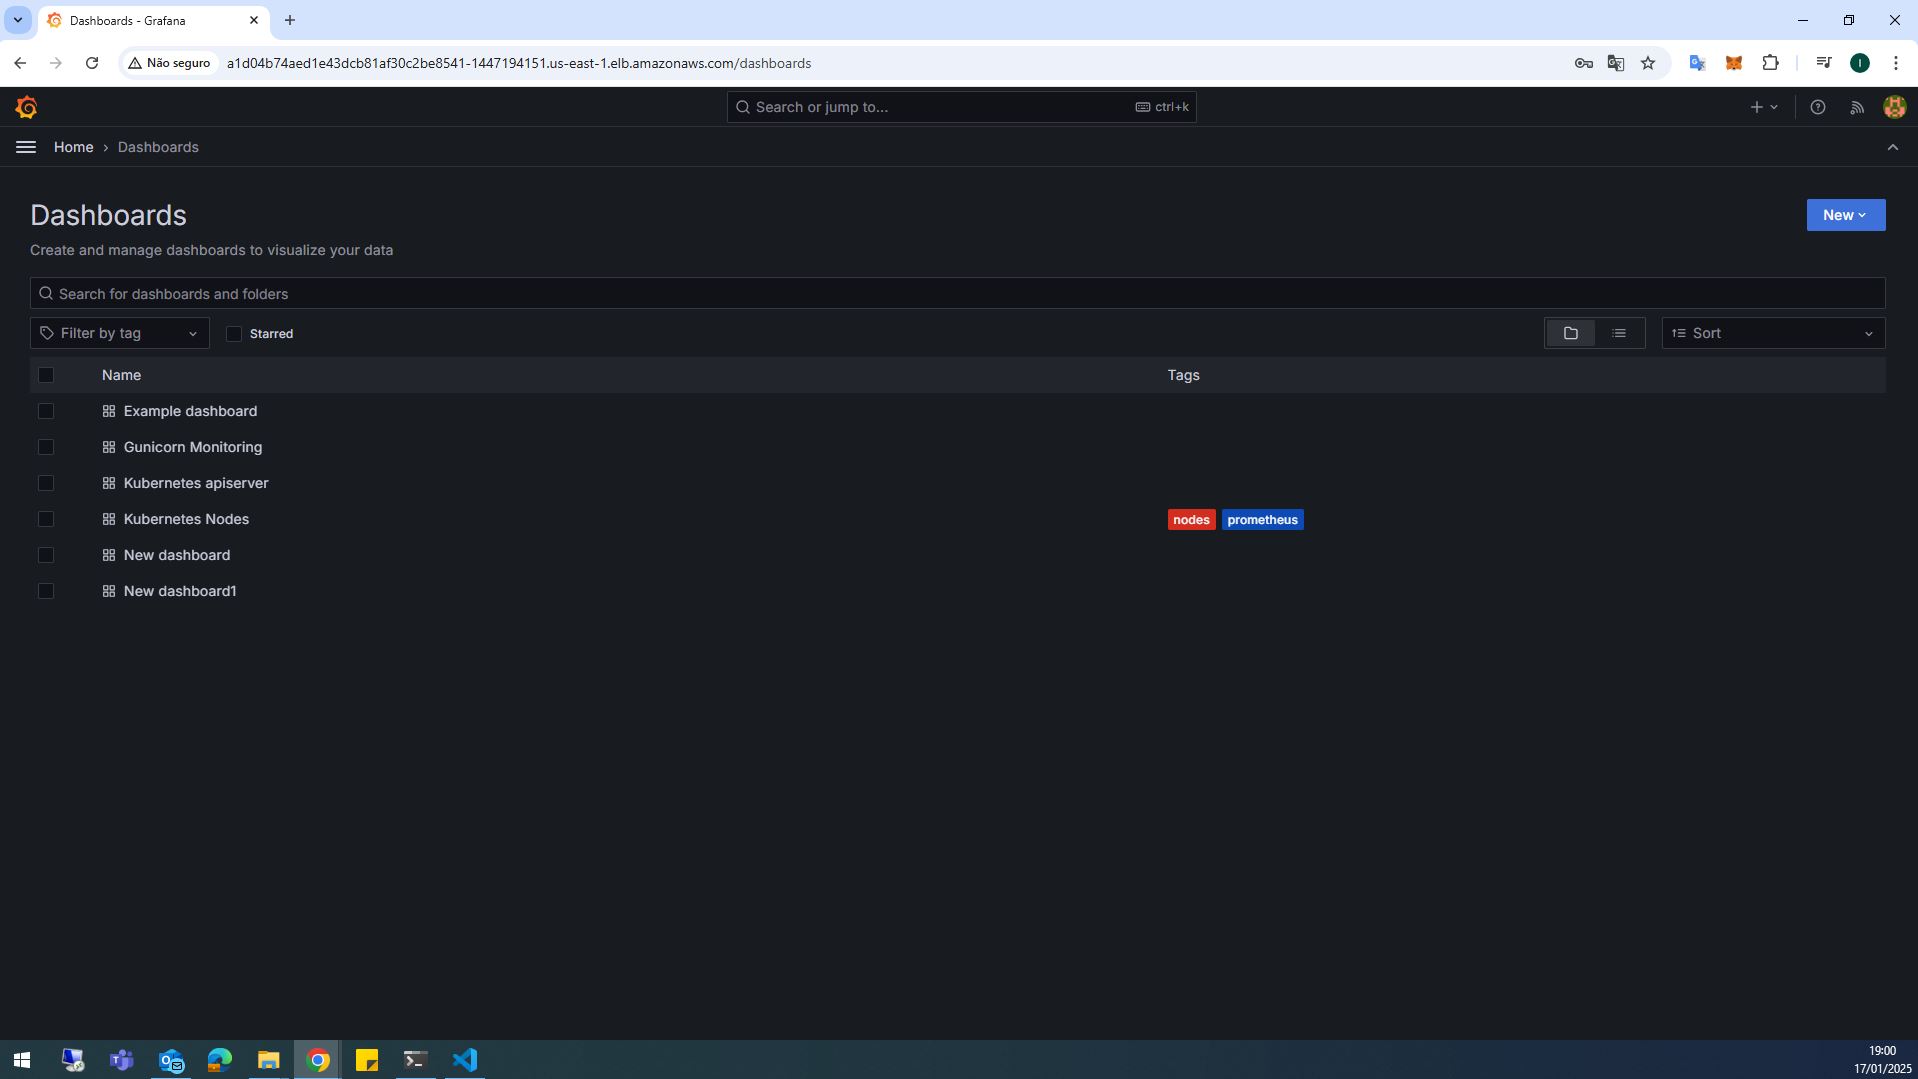 Dashboards - Grafana
Não seguro
a1d04b74aed1e43dcb81af30c2be8541-1447194151.us-east-1.elb.amazonaws.com/dashboards
I
Search or jump to...
ctrl+k
Home
Dashboards
Dashboards
New
Create and manage dashboards to visualize your data
Search for dashboards and folders
Filter by tag
Starred
Sort
Name
Tags
Example dashboard
Gunicorn Monitoring
Kubernetes apiserver
Kubernetes Nodes
nodes
prometheus
New dashboard
New dashboard1
19:00
17/01/2025